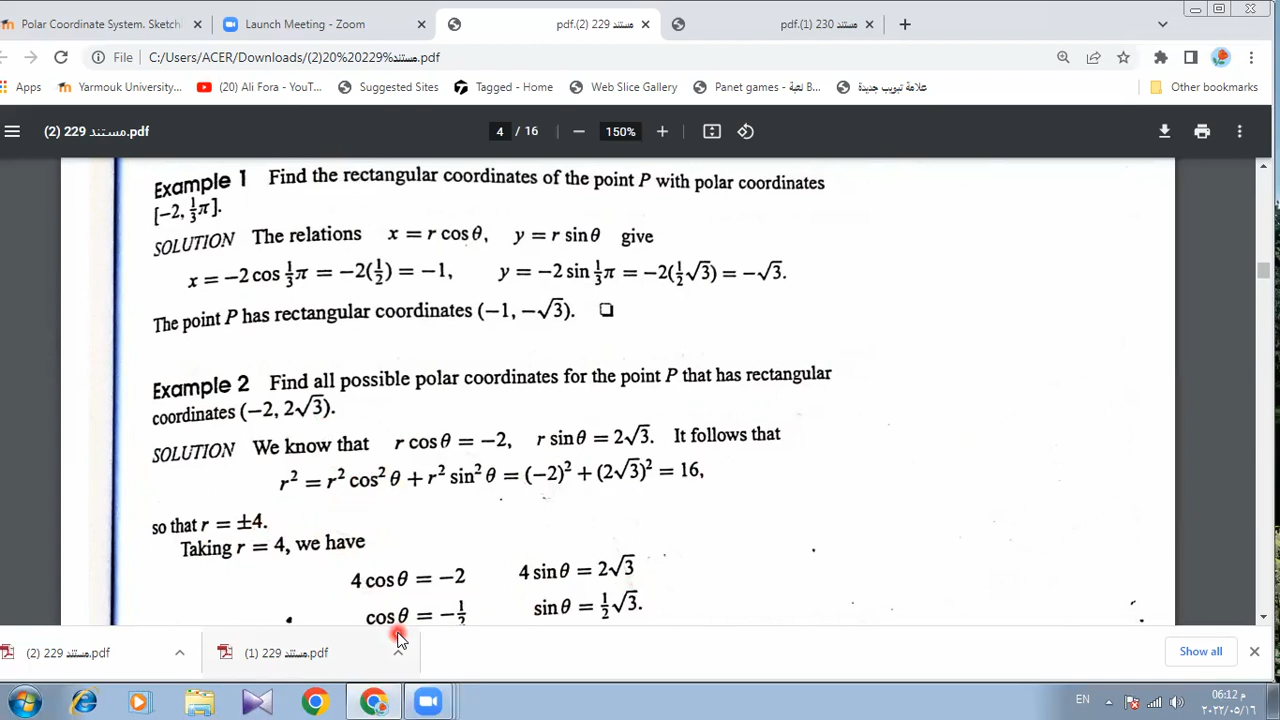 Polar Coordinate System. Sketch
Launch Meeting - Zoom
مستند 229 (2).pdf
مستند 230 (1).pdf
File
C:/Users/ACER/Downloads/(2)20%20229%مستند.pdf
Apps
Yarmouk University...
(20) Ali Fora - YouT...
Suggested Sites
Tagged - Home
Web Slice Gallery
Panet games - نعبة B...
علامة تبويب جديدة
Other bookmarks
مستند 229 (2).pdf
4 / 16
150%
Example 1 Find the rectangular coordinates of the point P with polar coordinates
[−2, ⅓π].
SOLUTION The relations x = r cos θ, y = r sin θ give
x = −2 cos ⅓π = −2(½) = −1, y = −2 sin ⅓π = −2(½√3) = −√3.
The point P has rectangular coordinates (−1, −√3). ❑
Example 2 Find all possible polar coordinates for the point P that has rectangular
coordinates (−2, 2√3).
SOLUTION We know that r cos θ = −2, r sin θ = 2√3. It follows that
r² = r² cos² θ + r² sin² θ = (−2)² + (2√3)² = 16,
so that r = ±4.
Taking r = 4, we have
4 cos θ = −2 4 sin θ = 2√3
cos θ = −½ sin θ = ½√3.
مستند 229 (2).pdf
مستند 229 (1).pdf
Show all
EN
06:12 م
٢٠٢٢/٠٥/١٦